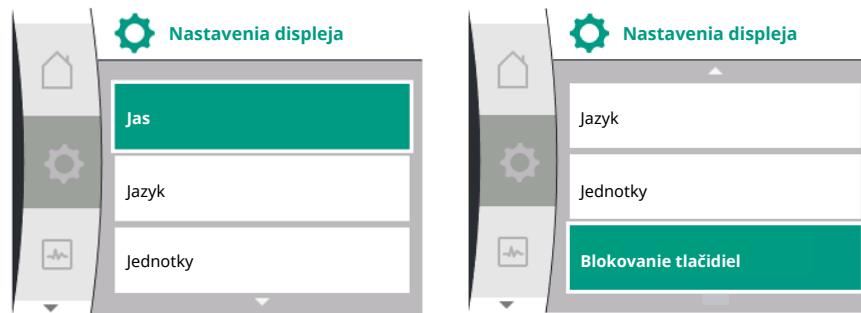 Nastavenia displeja
Jas
Jazyk
Jednotky
Nastavenia displeja
Jazyk
Jednotky
Blokovanie tlačidiel